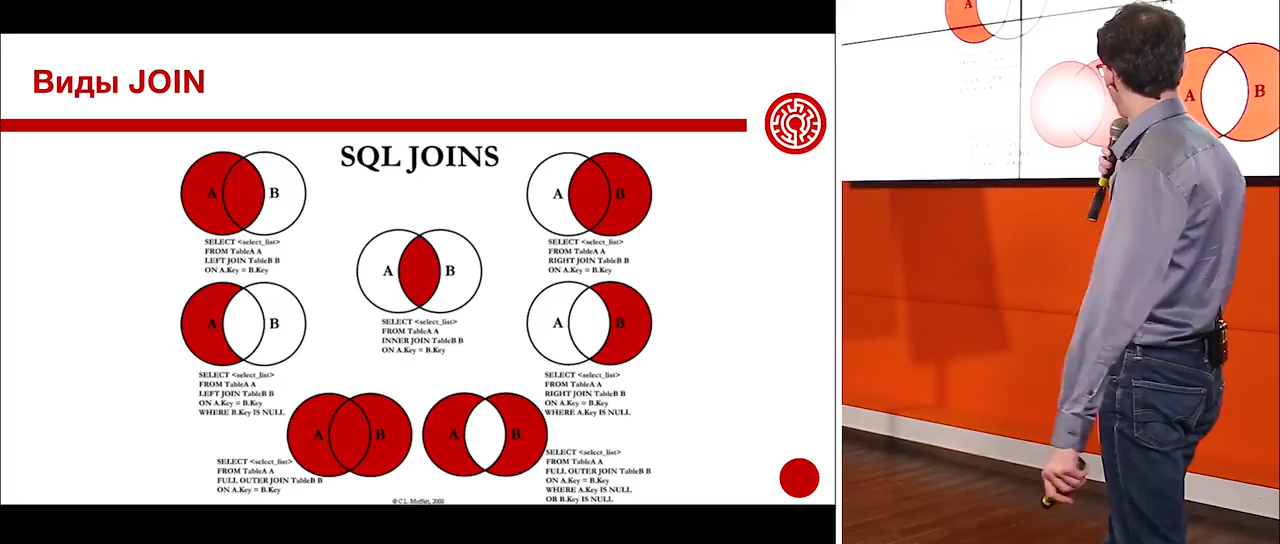 Виды JOIN
SQL JOINS
A B
SELECT <select_list>
FROM TableA A
LEFT JOIN TableB B
ON A.Key = B.Key
A B
SELECT <select_list>
FROM TableA A
RIGHT JOIN TableB B
ON A.Key = B.Key
A B
SELECT <select_list>
FROM TableA A
INNER JOIN TableB B
ON A.Key = B.Key
A B
SELECT <select_list>
FROM TableA A
LEFT JOIN TableB B
ON A.Key = B.Key
WHERE B.Key IS NULL
A B
SELECT <select_list>
FROM TableA A
RIGHT JOIN TableB B
ON A.Key = B.Key
WHERE A.Key IS NULL
A B
SELECT <select_list>
FROM TableA A
FULL OUTER JOIN TableB B
ON A.Key = B.Key
A B
SELECT <select_list>
FROM TableA A
FULL OUTER JOIN TableB B
ON A.Key = B.Key
WHERE A.Key IS NULL
OR B.Key IS NULL
© C.L. Moffatt, 2008
A
A B